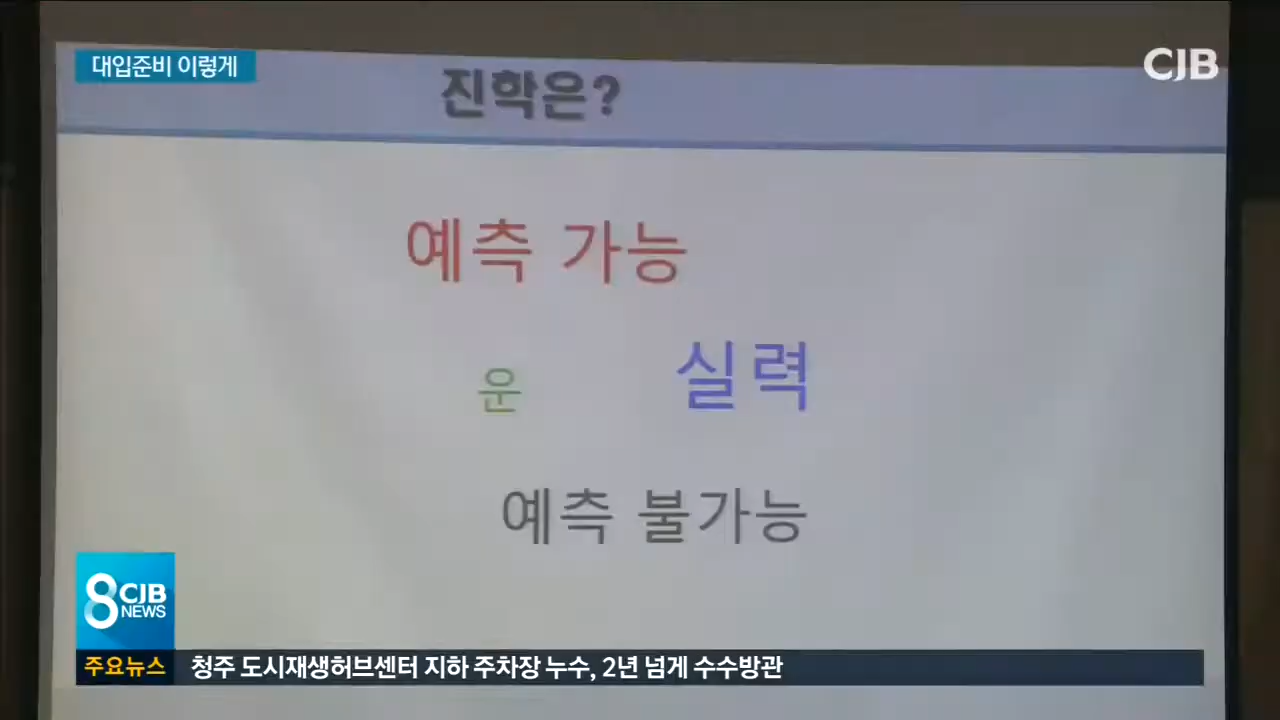 대입준비 이렇게
CJB
진학은?
예측 가능
운 실력
예측 불가능
8 CJB
NEWS
주요뉴스 청주 도시재생허브센터 지하 주차장 누수, 2년 넘게 수수방관